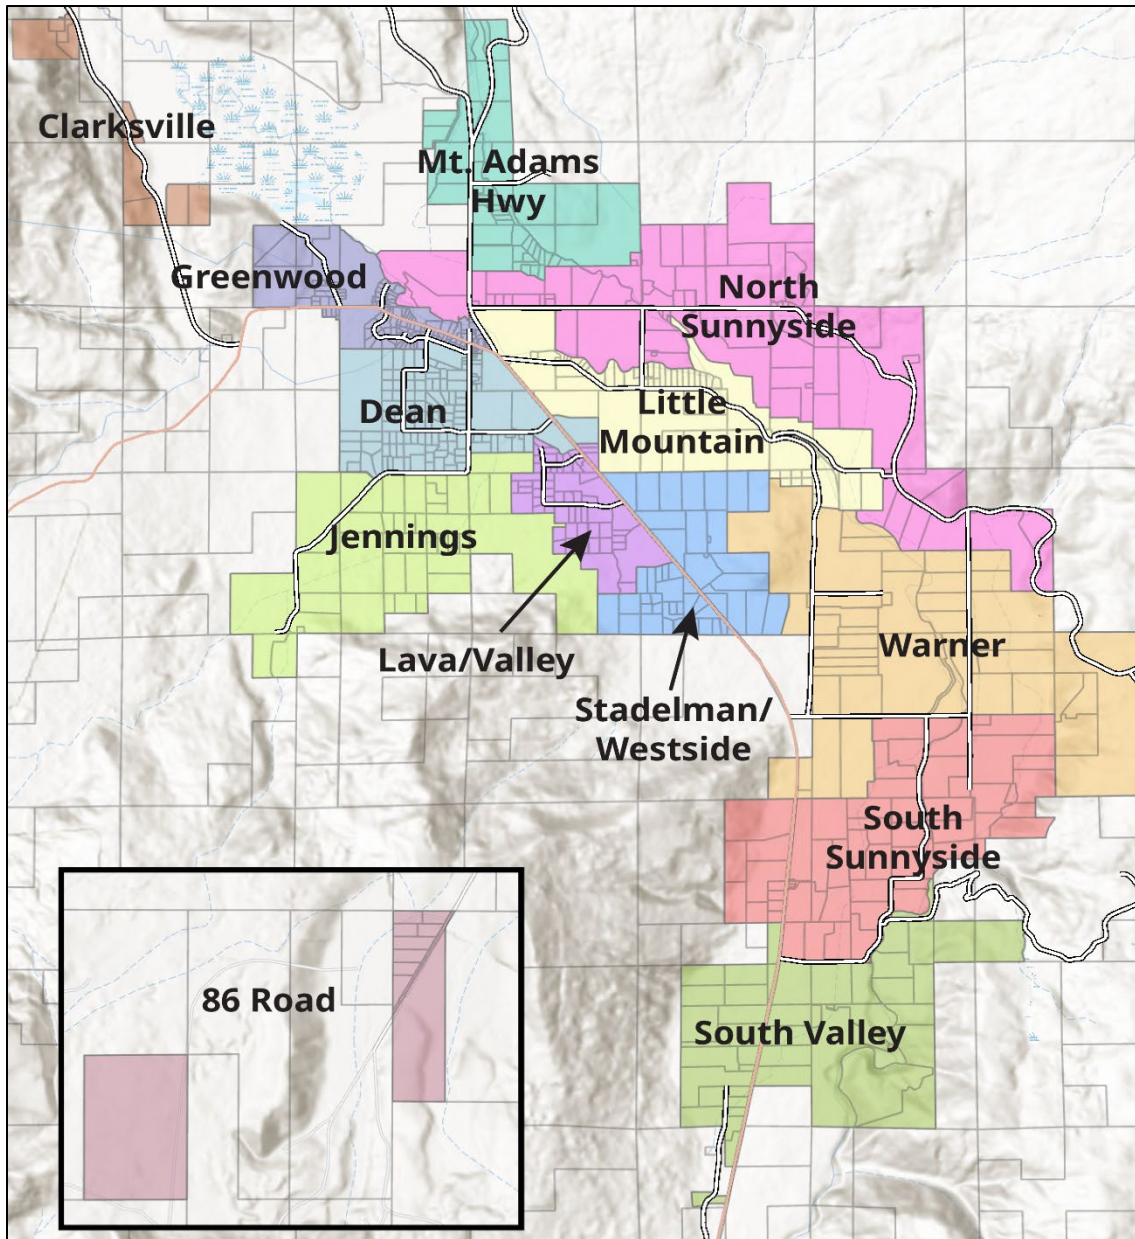 Clarksville
Mt. Adams
Hwy
Greenwood
North
Sunnyside
Dean
Little
Mountain
Jennings
Lava/Valley
Warner
Stadelman/
Westside
South
Sunnyside
86 Road
South Valley